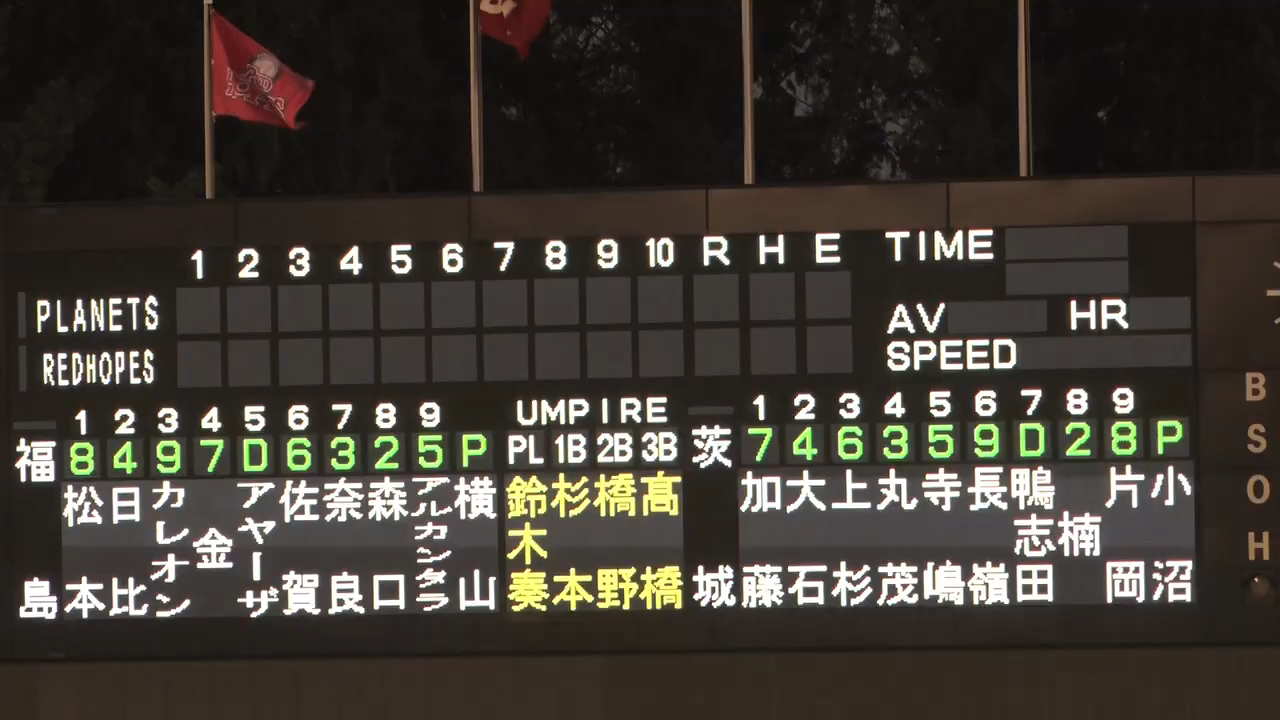 1 2 3 4 5 6 7 8 9 10 R H E TIME
PLANETS AV HR
REDHOPES SPEED
1 2 3 4 5 6 7 8 9 UMPIRE 1 2 3 4 5 6 7 8 9
8 4 9 7 D 6 3 2 5 P PL 1B 2B 3B 7 4 6 3 5 9 D 2 8 P
福島 松本 日比 カレオン 金 アヤーザ 佐賀 奈良 森口 アルカンタラ 横山
鈴木奏 杉本 橋野 髙橋
茨城 加藤 大石 上杉 丸茂 寺嶋 長嶺 鴨志田 楠 片岡 小沼
B
S
O
H